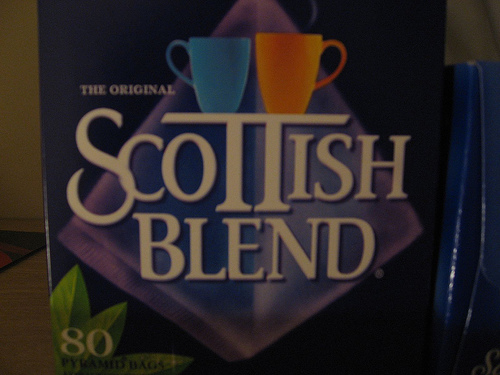 THE ORIGINAL
SCOTTISH
BLEND®
80
PYRAMID BAGS